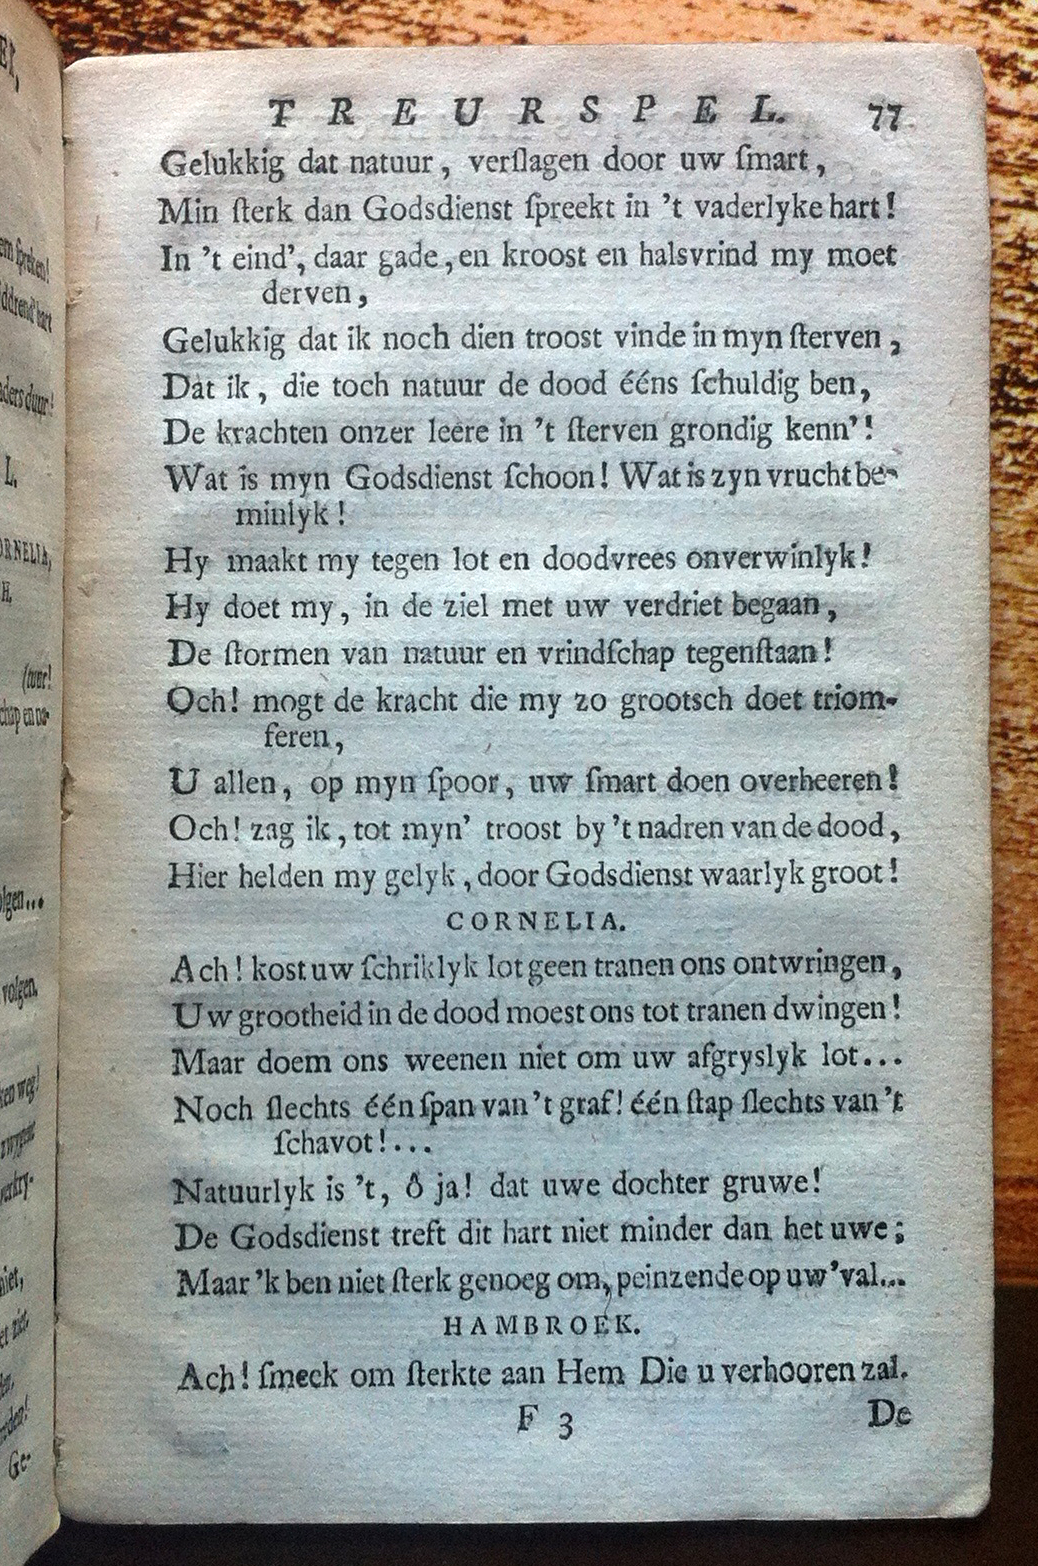 TREURSPEL. 77
Gelukkig dat natuur, verſlagen door uw ſmart,
Min ſterk dan Godsdienst ſpreekt in 't vaderlyke hart!
In 't eind', daar gade, en kroost en halsvrind my moet
derven,
Gelukkig dat ik noch dien troost vinde in myn ſterven,
Dat ik, die toch natuur de dood ééns ſchuldig ben,
De krachten onzer leere in 't ſterven grondig kenn'!
Wat is myn Godsdienst ſchoon! Wat is zyn vrucht be-
minlyk!
Hy maakt my tegen lot en doodvrees onverwinlyk!
Hy doet my, in de ziel met uw verdriet begaan,
De ſtormen van natuur en vrindſchap tegenſtaan!
Och! mogt de kracht die my zo grootsch doet triom-
feren,
U allen, op myn ſpoor, uw ſmart doen overheeren!
Och! zag ik, tot myn' troost by 't nadren van de dood,
Hier helden my gelyk, door Godsdienst waarlyk groot!
CORNELIA.
Ach! kost uw ſchriklyk lot geen tranen ons ontwringen,
Uw grootheid in de dood moest ons tot tranen dwingen!
Maar doem ons weenen niet om uw afgryslyk lot...
Noch ſlechts één ſpan van 't graf! één ſtap ſlechts van 't
ſchavot!...
Natuurlyk is 't, ô ja! dat uwe dochter gruwe!
De Godsdienst treft dit hart niet minder dan het uwe;
Maar 'k ben niet ſterk genoeg om, peinzende op uw' val...
HAMBROEK.
Ach! ſmeek om ſterkte aan Hem Die u verhooren zal.
F 3 De